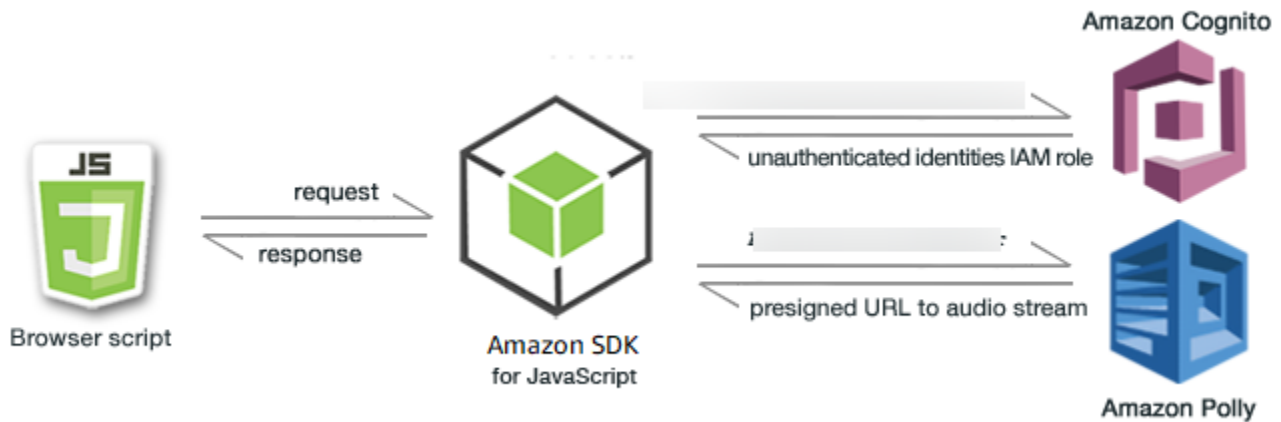 Amazon Cognito
unauthenticated identities IAM role
JS
request
response
presigned URL to audio stream
Browser script
Amazon SDK
for JavaScript
Amazon Polly